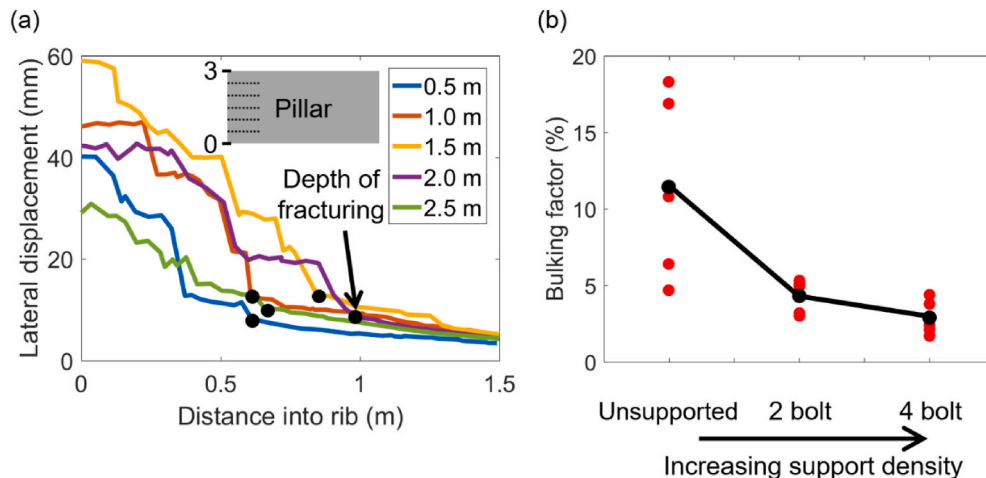 (a)
Lateral displacement (mm)
60
40
20
0
0
0.5
1
1.5
Distance into rib (m)
3
0
Pillar
Depth of
fracturing
0.5 m
1.0 m
1.5 m
2.0 m
2.5 m
(b)
Bulking factor (%)
20
15
10
5
0
Unsupported
2 bolt
4 bolt
Increasing support density